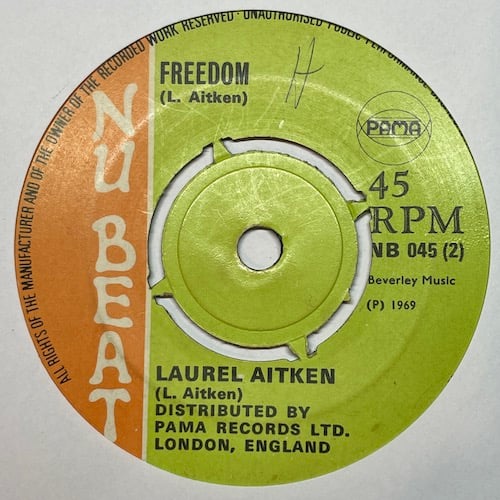 ALL RIGHTS OF THE MANUFACTURER AND OF THE OWNER OF THE RECORDED WORK RESERVED · UNAUTHORISED PUBLIC PERFORMANCE
NU BEAT
FREEDOM
(L. Aitken)
H
PAMA
45
RPM
NB 045 (2)
Beverley Music
(P) 1969
LAUREL AITKEN
(L. Aitken)
DISTRIBUTED BY
PAMA RECORDS LTD.
LONDON, ENGLAND